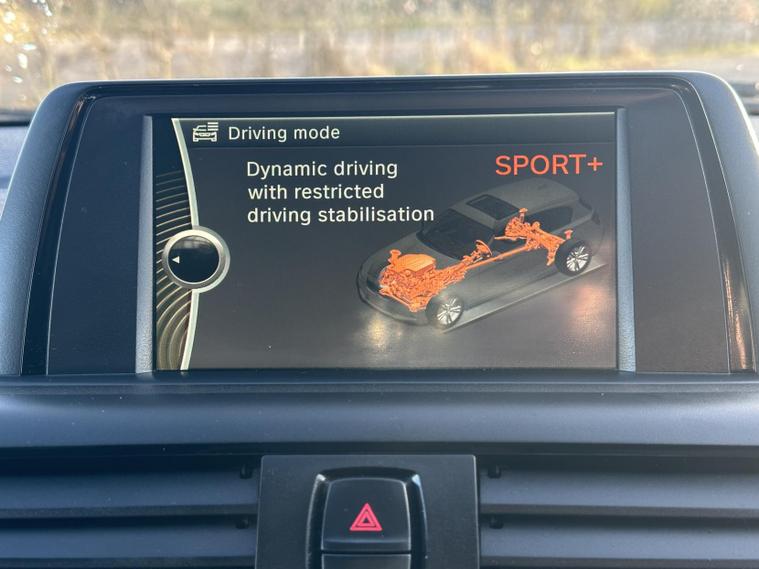 Driving mode
SPORT+
Dynamic driving
with restricted
driving stabilisation